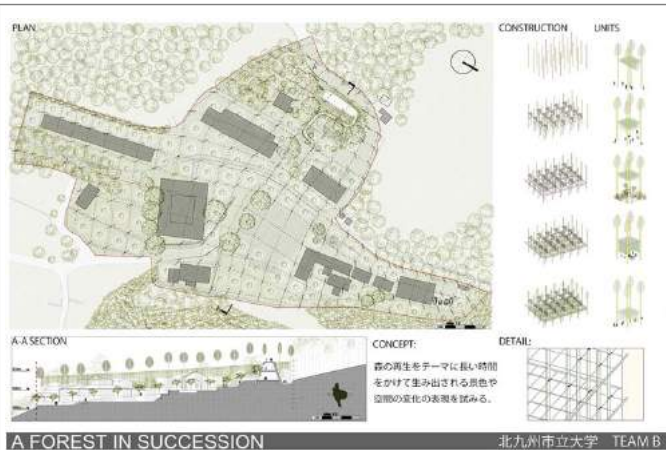 PLAN
CONSTRUCTION
UNITS
A-A SECTION
CONCEPT:
森の再生をテーマに長い時間
をかけて生み出される景色や
空間の変化の表現を試みる。
DETAIL:
A FOREST IN SUCCESSION
北九州市立大学 TEAM B